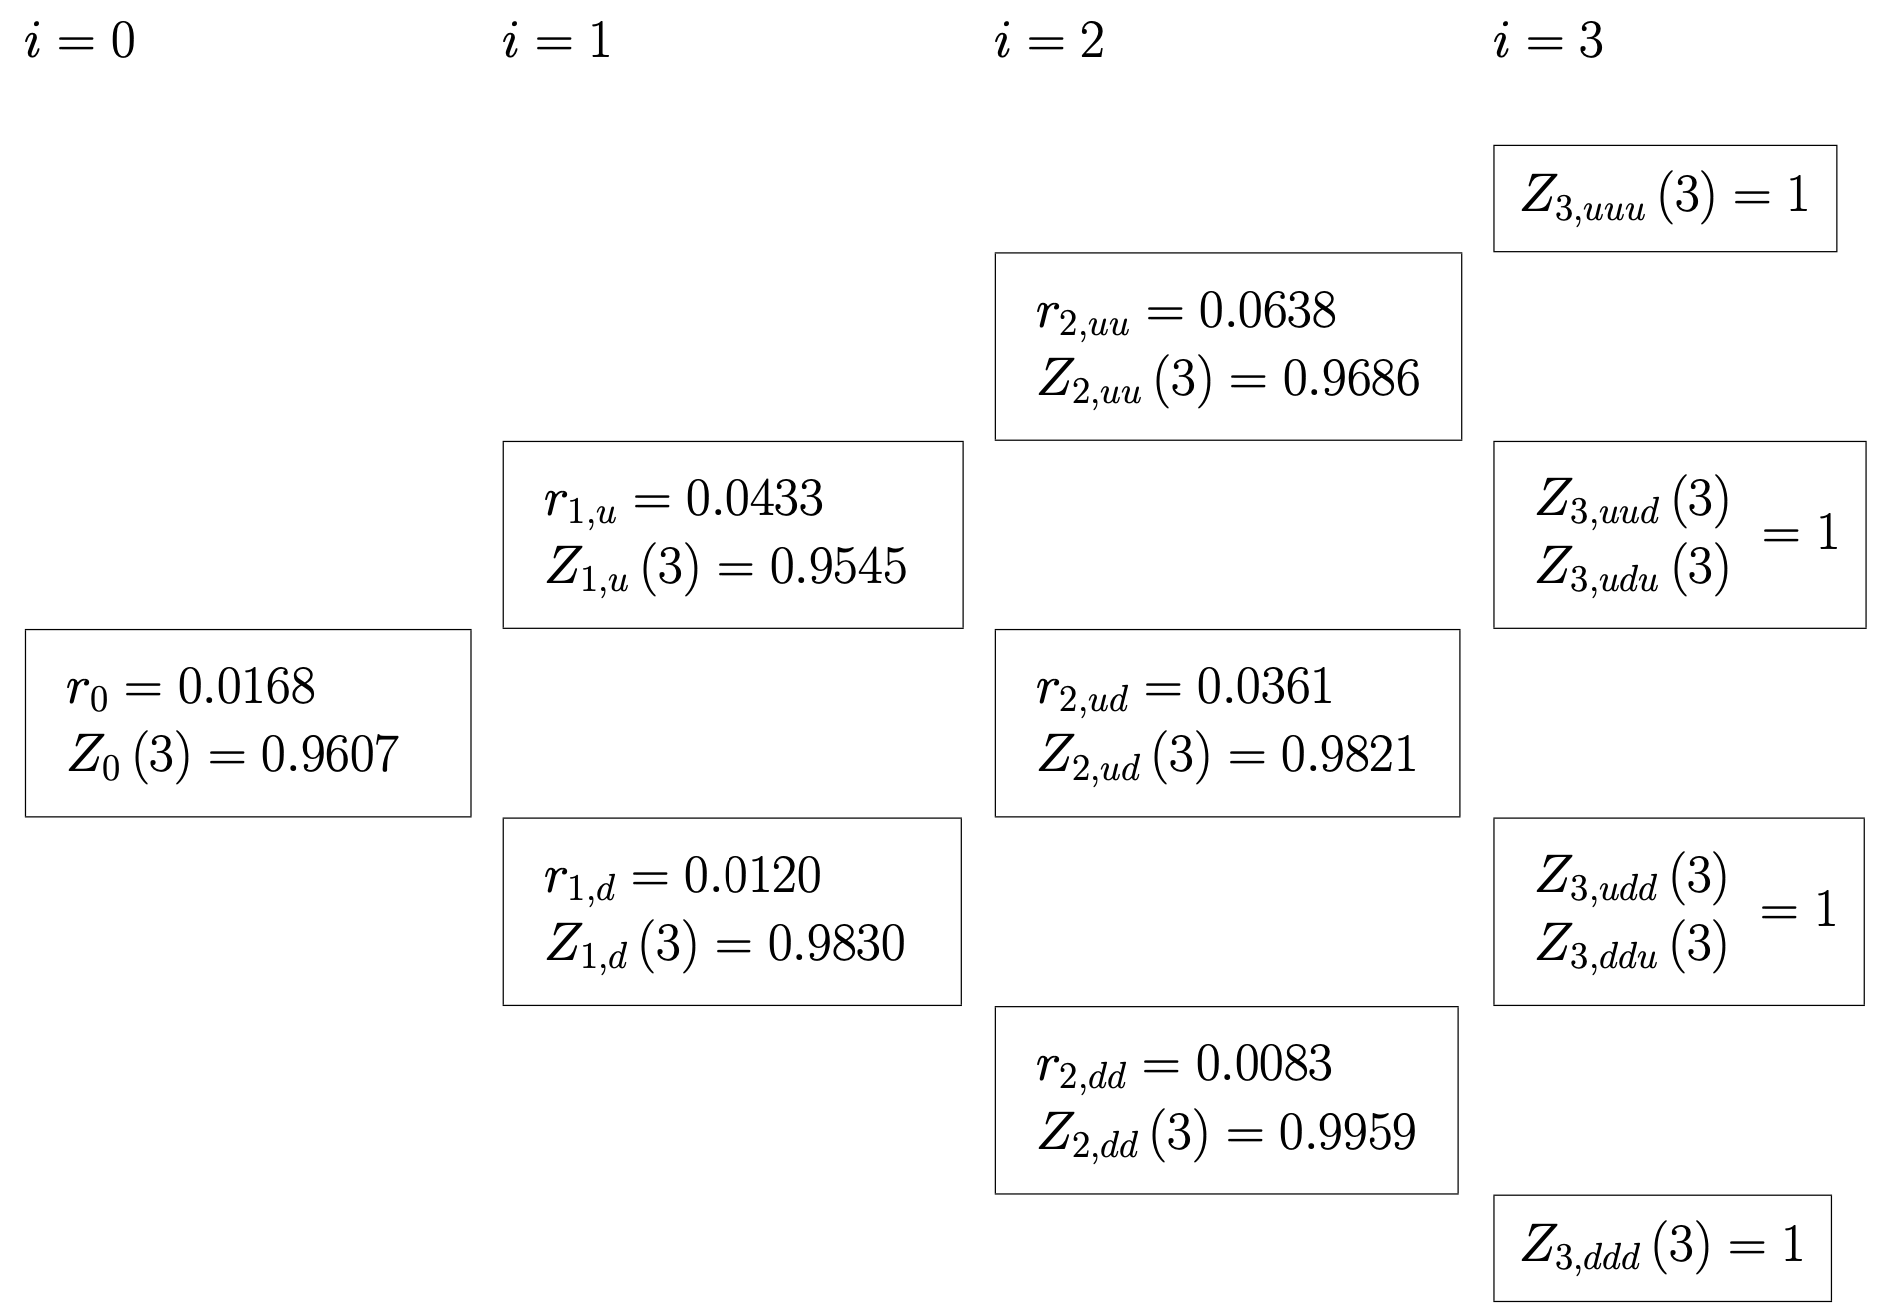 i = 0 i = 1 i = 2 i = 3
Z_{3,uuu} (3) = 1
r_{2,uu} = 0.0638
Z_{2,uu} (3) = 0.9686
r_{1,u} = 0.0433
Z_{1,u} (3) = 0.9545
Z_{3,uud} (3)
Z_{3,udu} (3)
= 1
r_0 = 0.0168
Z_0 (3) = 0.9607
r_{2,ud} = 0.0361
Z_{2,ud} (3) = 0.9821
r_{1,d} = 0.0120
Z_{1,d} (3) = 0.9830
Z_{3,udd} (3)
Z_{3,ddu} (3)
= 1
r_{2,dd} = 0.0083
Z_{2,dd} (3) = 0.9959
Z_{3,ddd} (3) = 1